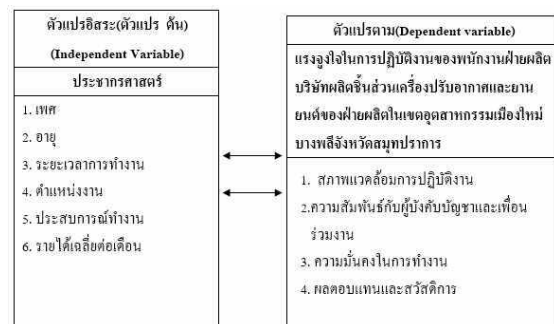 ตัวแปรอิสระ(ตัวแปร ต้น)
(Independent Variable)
ประชากรศาสตร์
1. เพศ
2. อายุ
3. ระยะเวลาการทำงาน
4. ตำแหน่งงาน
5. ประสบการณ์ทำงาน
6. รายได้เฉลี่ยต่อเดือน
ตัวแปรตาม(Dependent variable)
แรงจูงใจในการปฏิบัติงานของพนักงานฝ่ายผลิต
บริษัทผลิตชิ้นส่วนเครื่องปรับอากาศและยาน
ยนต์ของฝ่ายผลิตในเขตอุตสาหกรรมเมืองใหม่
บางพลีจังหวัดสมุทปราการ
1. สภาพแวดล้อมการปฏิบัติงาน
2.ความสัมพันธ์กับผู้บังคับบัญชาและเพื่อน
ร่วมงาน
3. ความมั่นคงในการทำงาน
4. ผลตอบแทนและสวัสดิการ